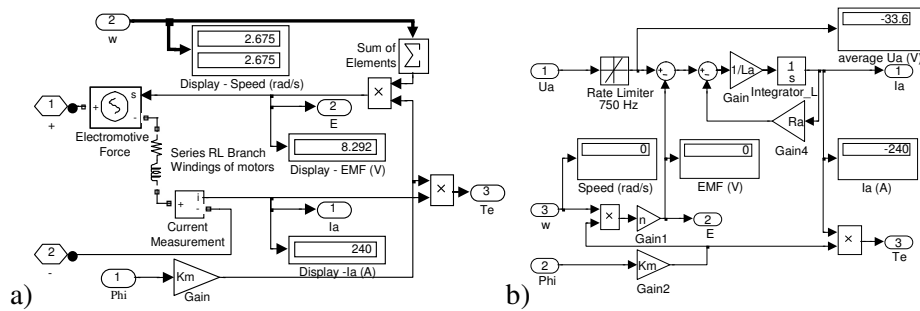 2
w
2.675
2.675
Display - Speed (rad/s)
Sum of
Elements
Σ
×
1
+
+
s
-
Electromotive
Force
2
E
8.292
Display - EMF (V)
Series RL Branch
Windings of motors
+
i
-
Current
Measurement
×
3
Te
1
Ia
240
Display -Ia (A)
2
-
1
Phi
Km
Gain
a)
-33.6
average Ua (V)
1
Ua
Rate Limiter
750 Hz
+
-
+
-
1/La
Gain
1
s
Integrator_L
1
Ia
Ra
Gain4
0
Speed (rad/s)
0
EMF (V)
-240
Ia (A)
3
w
×
n
Gain1
2
E
×
3
Te
2
Phi
Km
Gain2
b)